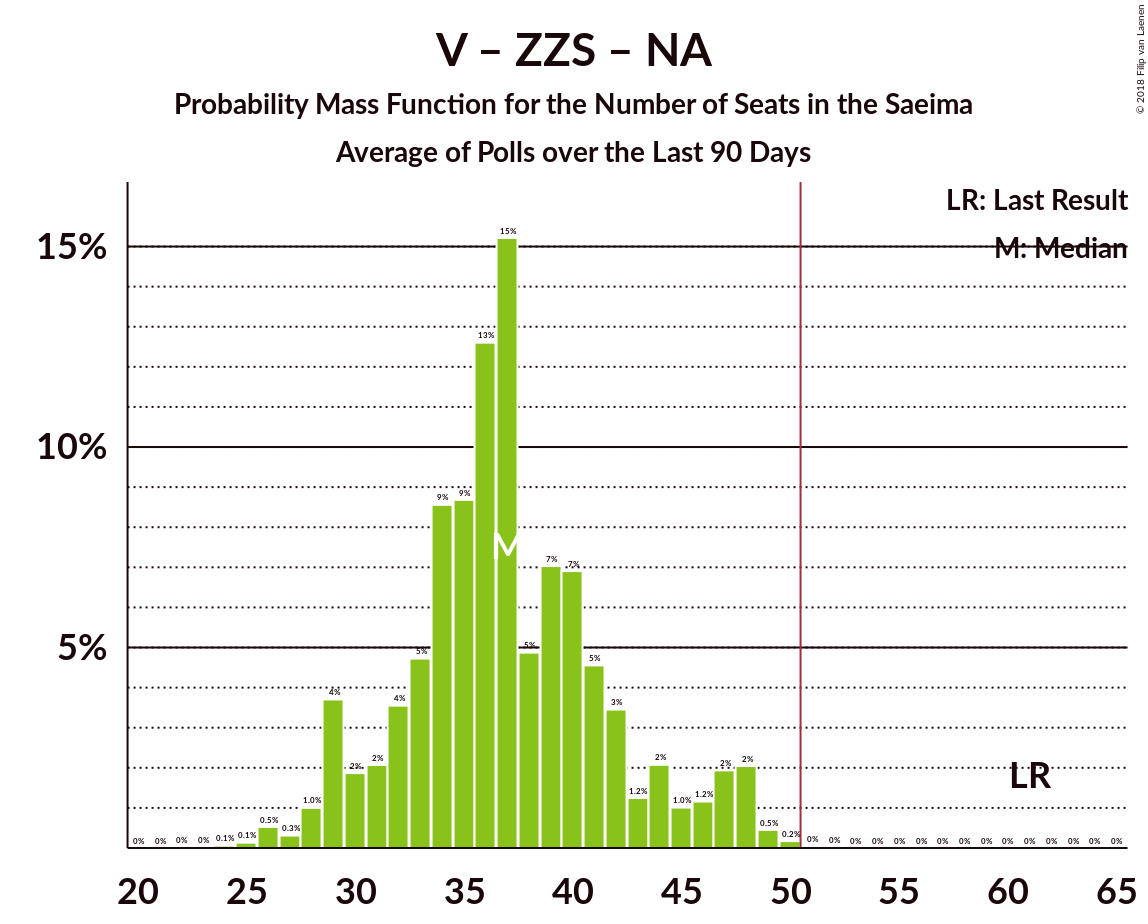 V – ZZS – NA
Probability Mass Function for the Number of Seats in the Saeima
Average of Polls over the Last 90 Days
© 2018 Filip van Laenen
LR: Last Result
M: Median
15%
10%
5%
0% 0% 0% 0% 0.1% 0.1% 0.5% 0.3% 1.0% 4% 2% 2% 4% 5% 9% 9% 13% 15% 5% 7% 7% 5% 3% 1.2% 2% 1.0% 1.2% 2% 2% 0.5% 0.2% 0% 0% 0% 0% 0% 0% 0% 0% 0% 0% 0% 0% 0% 0% 0%
M
LR
20 25 30 35 40 45 50 55 60 65